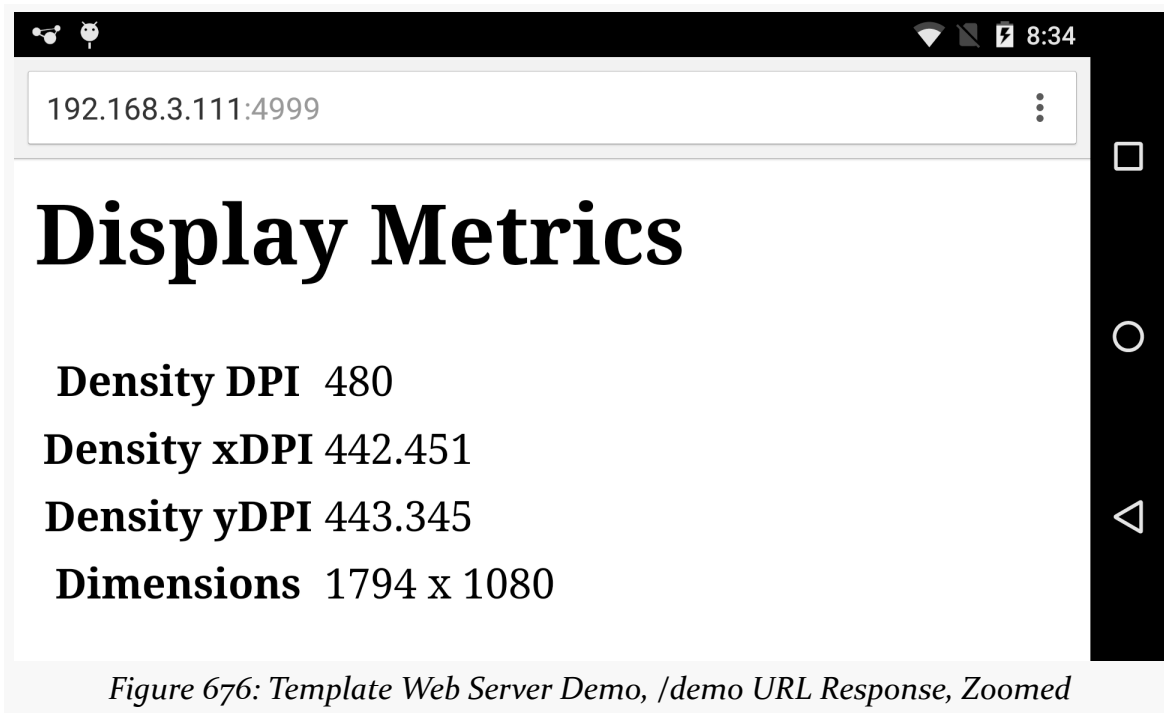 8:34
192.168.3.111:4999
Display Metrics
Density DPI 480
Density xDPI 442.451
Density yDPI 443.345
Dimensions 1794 x 1080
Figure 676: Template Web Server Demo, /demo URL Response, Zoomed